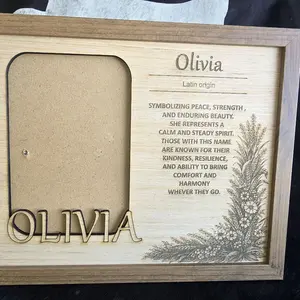 Olivia
Latin origin
SYMBOLIZING PEACE, STRENGTH ,
AND ENDURING BEAUTY.
SHE REPRESENTS A
CALM AND STEADY SPIRIT.
THOSE WITH THIS NAME
ARE KNOWN FOR THEIR
KINDNESS, RESILIENCE,
AND ABILITY TO BRING
COMFORT AND
HARMONY
WHEVER THEY GO.
OLIVIA